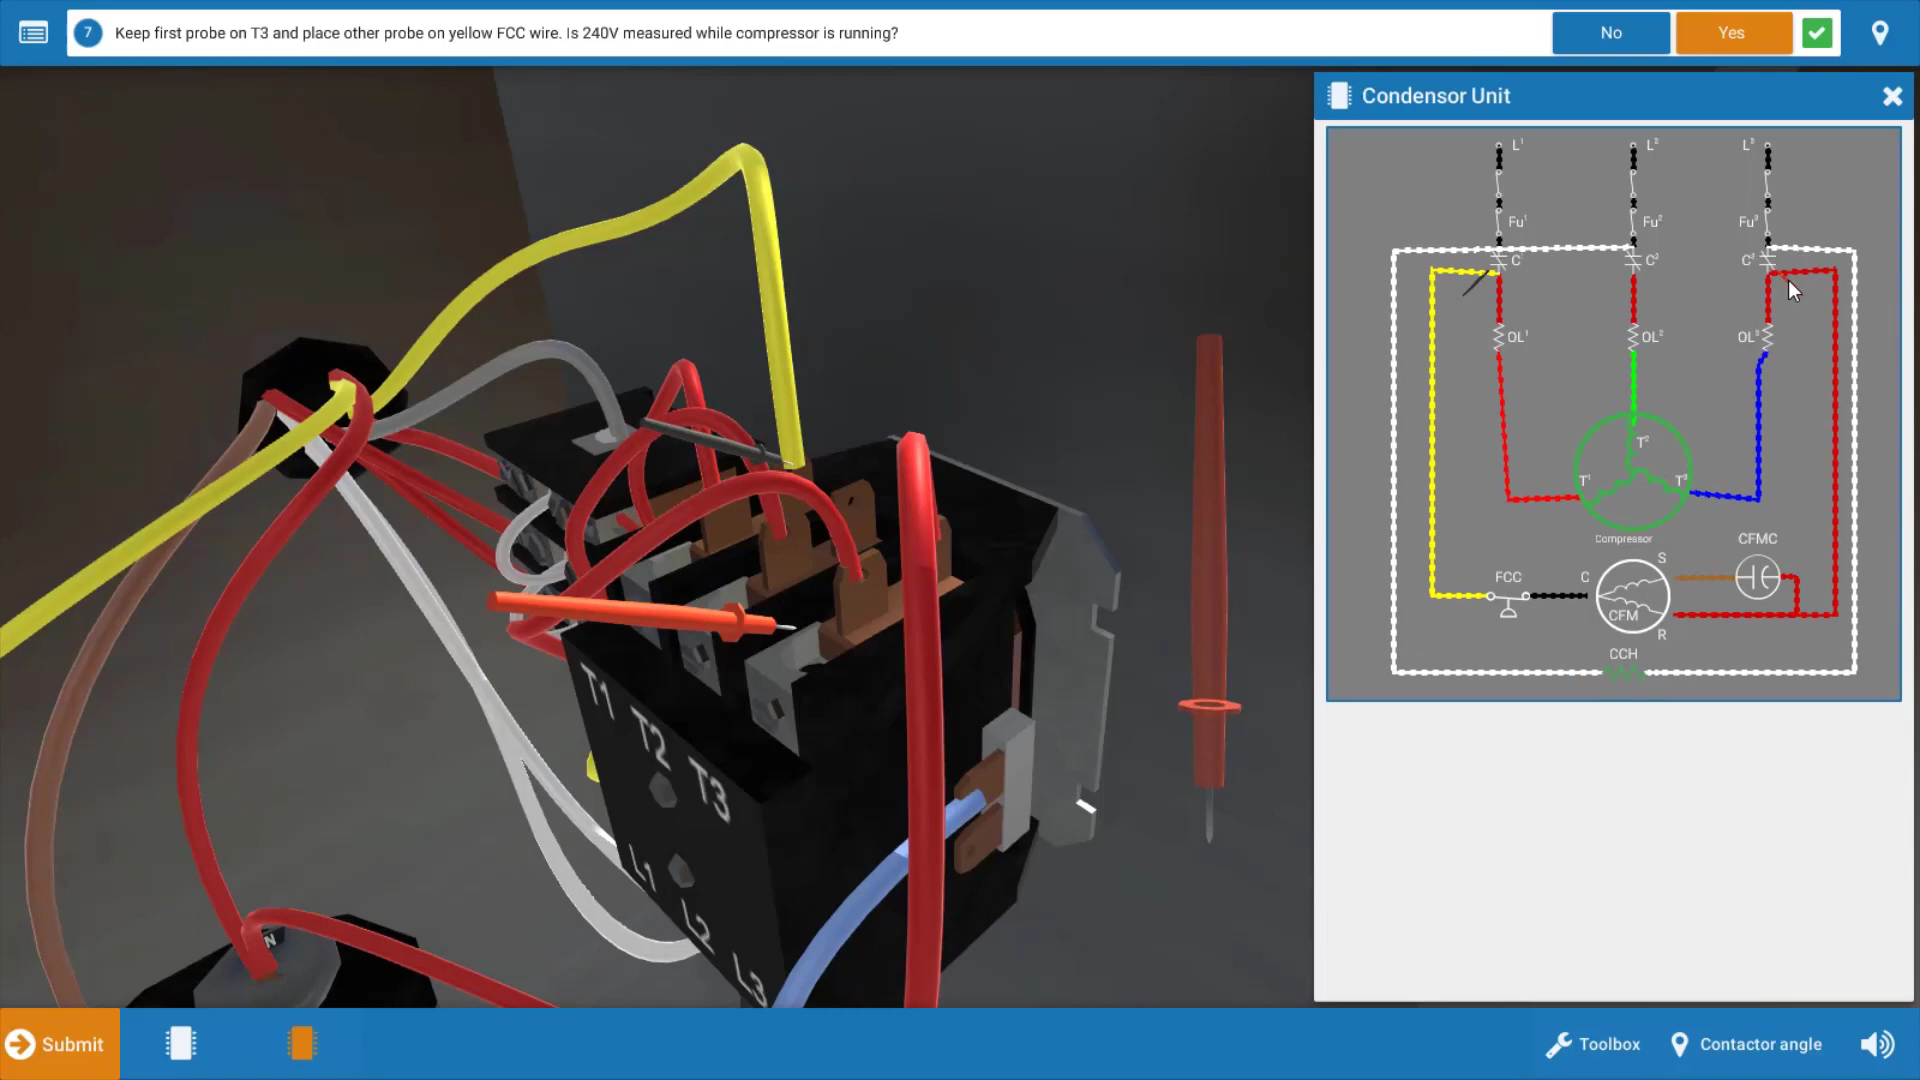 7 Keep first probe on T3 and place other probe on yellow FCC wire. Is 240V measured while compressor is running? No Yes
Condensor Unit
L¹ L² L³
Fu¹ Fu² Fu³
C² C³
OL¹ OL² OL³
T²
T¹ T³
Compressor CFMC
FCC C S
CFM
R
CCH
T1
T2
T3
L1
L2
L3
N
Submit Toolbox Contactor angle